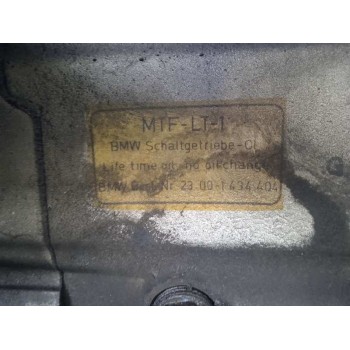 MTF-LT-1
BMW Schaltgetriebe-Öl
Life time oil no oil change
BMW Nr. 23 00-1 434 404